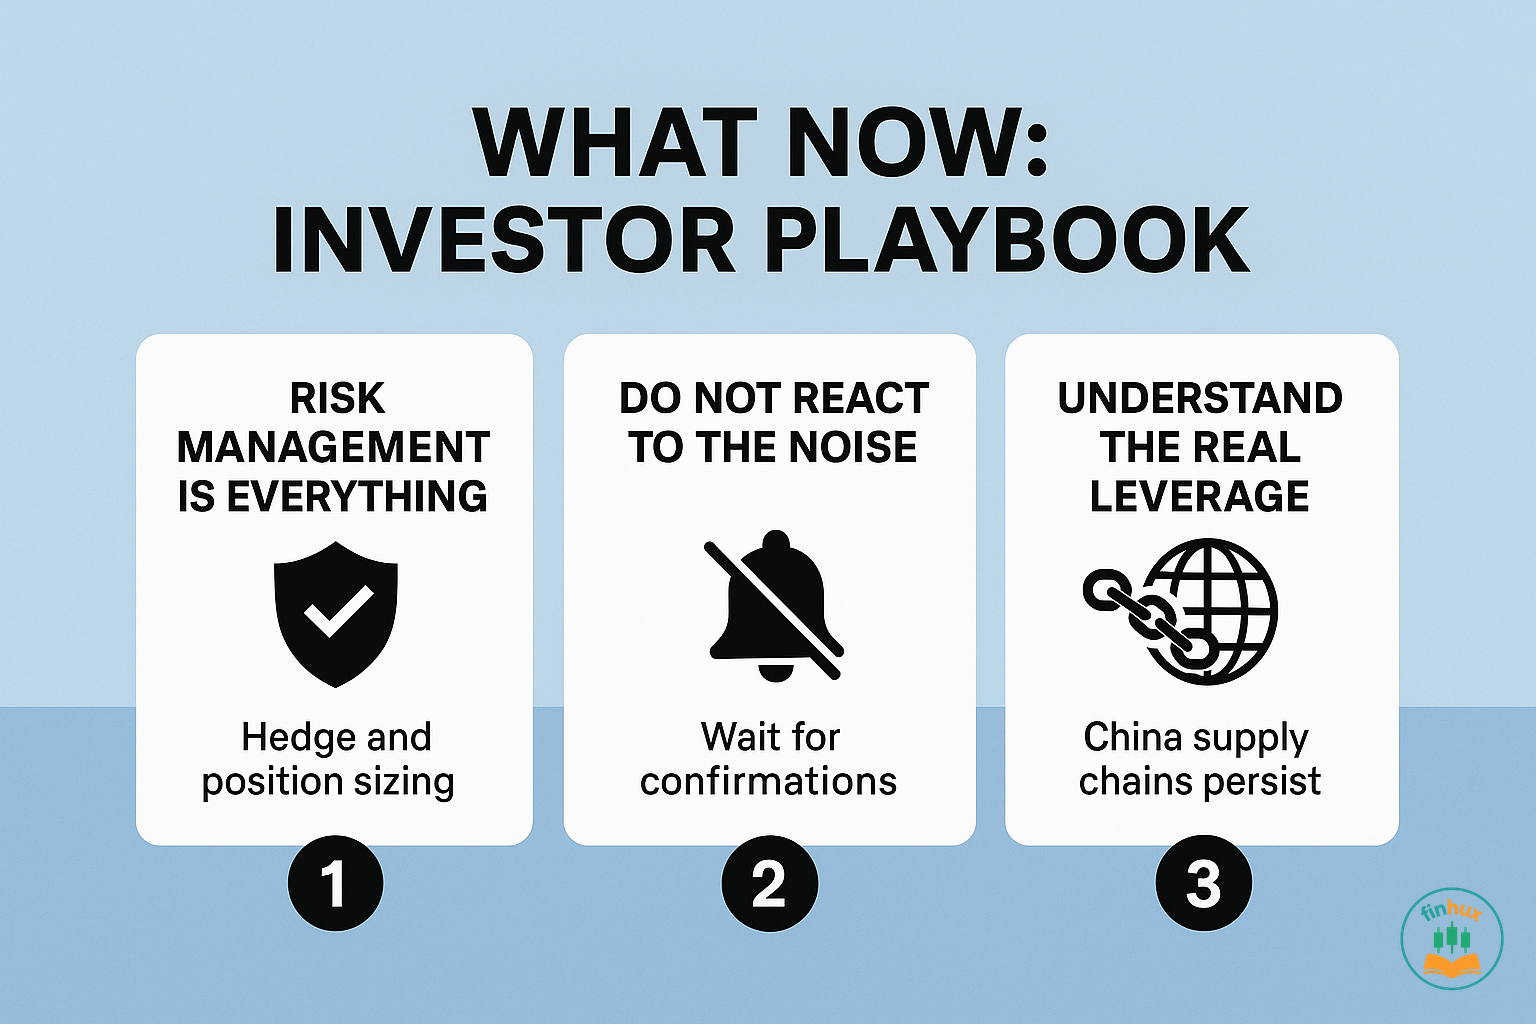 WHAT NOW:
INVESTOR PLAYBOOK
RISK
MANAGEMENT
IS EVERYTHING
Hedge and
position sizing
1
DO NOT REACT
TO THE NOISE
Wait for
confirmations
2
UNDERSTAND
THE REAL
LEVERAGE
China supply
chains persist
3
finhux